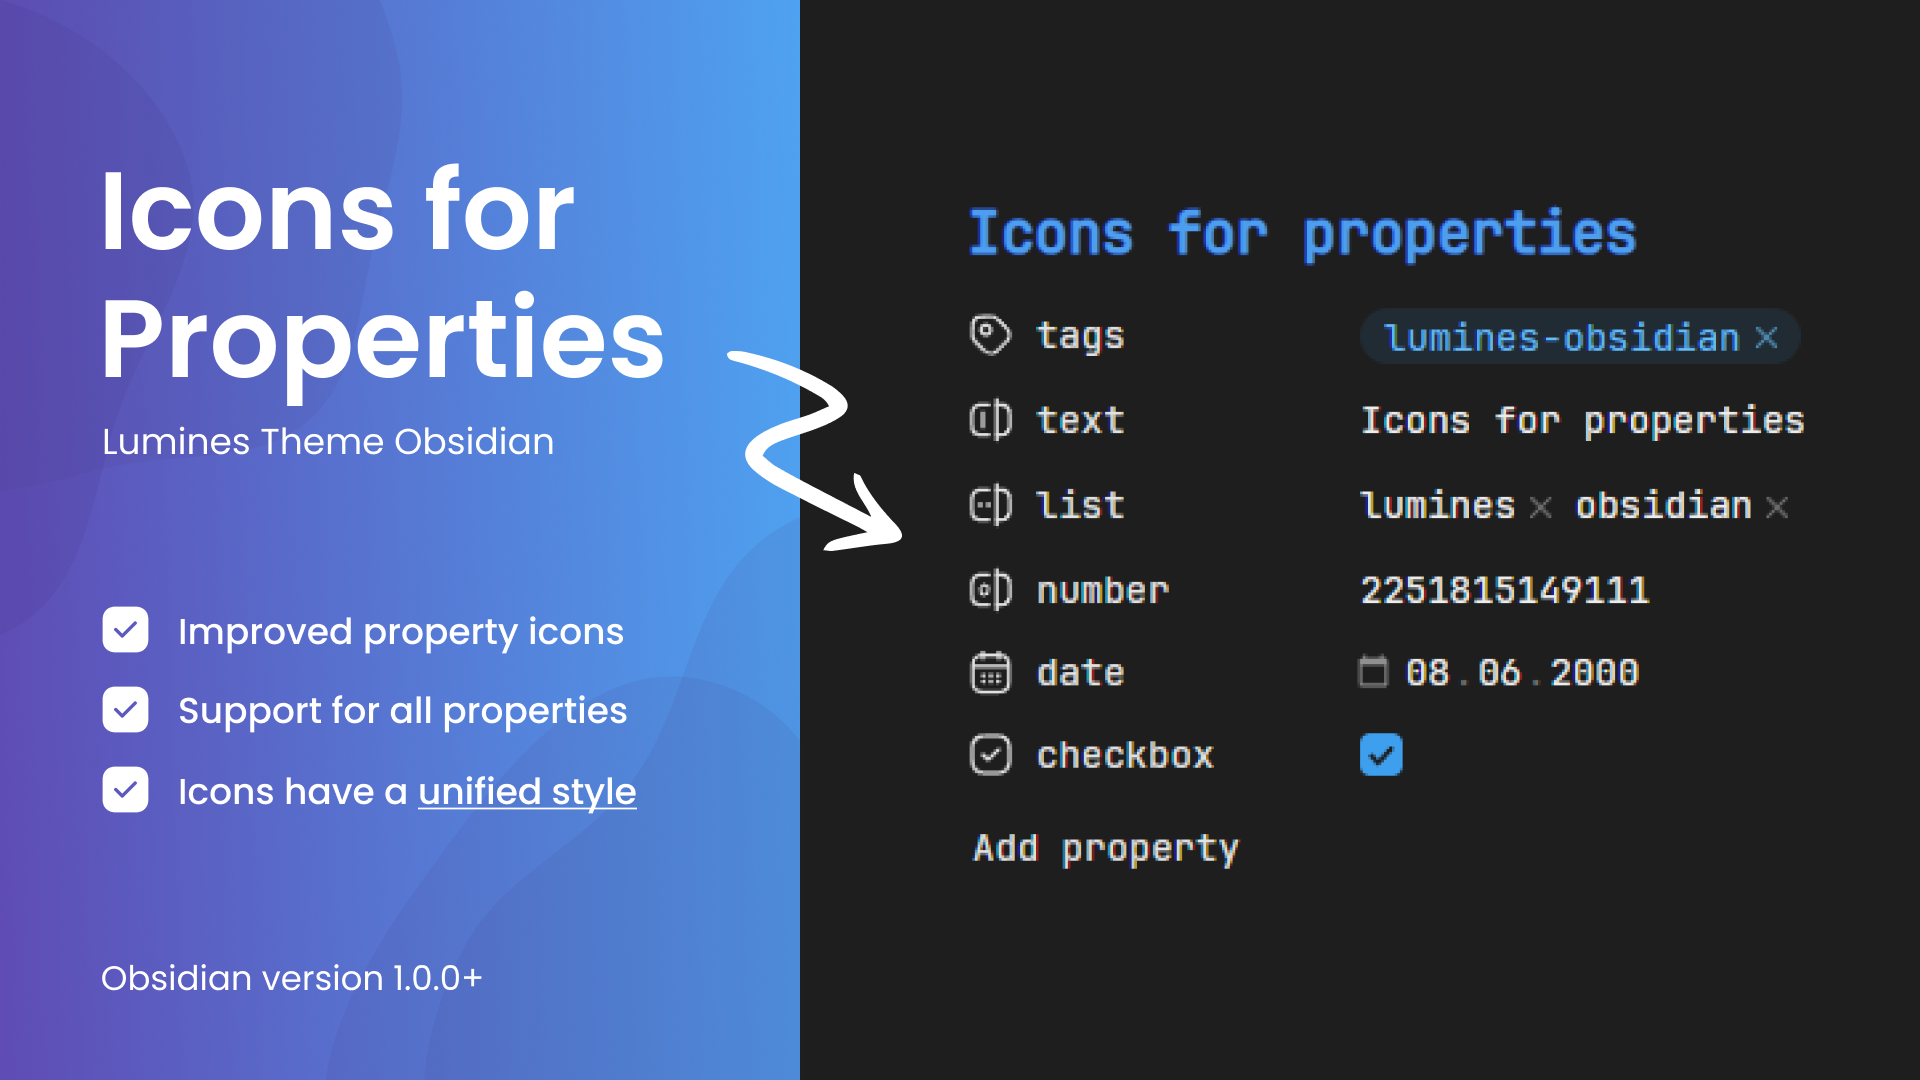 Icons for
Properties
Lumines Theme Obsidian
Improved property icons
Support for all properties
Icons have a unified style
Obsidian version 1.0.0+
Icons for properties
tags lumines-obsidian
text Icons for properties
list lumines obsidian
number 2251815149111
date 08.06.2000
checkbox
Add property